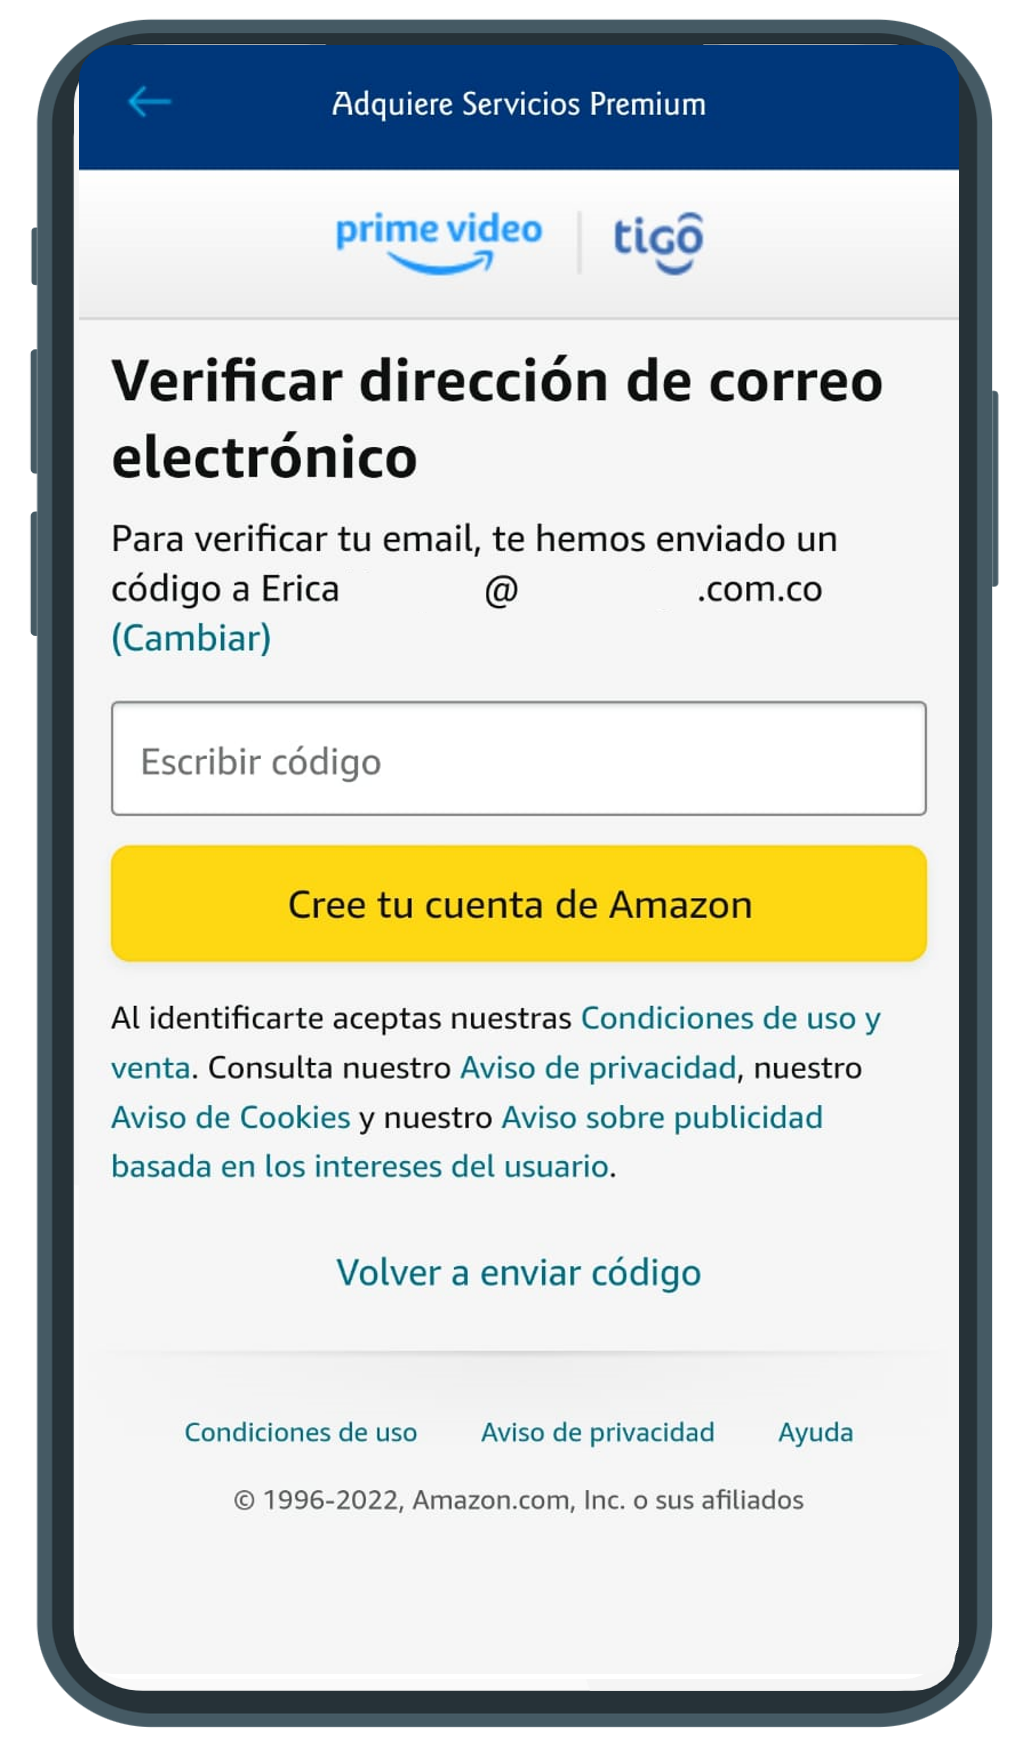 Adquiere Servicios Premium
prime video | tigo
Verificar dirección de correo
electrónico
Para verificar tu email, te hemos enviado un
código a Erica @ .com.co
(Cambiar)
Escribir código
Cree tu cuenta de Amazon
Al identificarte aceptas nuestras Condiciones de uso y
venta. Consulta nuestro Aviso de privacidad, nuestro
Aviso de Cookies y nuestro Aviso sobre publicidad
basada en los intereses del usuario.
Volver a enviar código
Condiciones de uso Aviso de privacidad Ayuda
© 1996-2022, Amazon.com, Inc. o sus afiliados